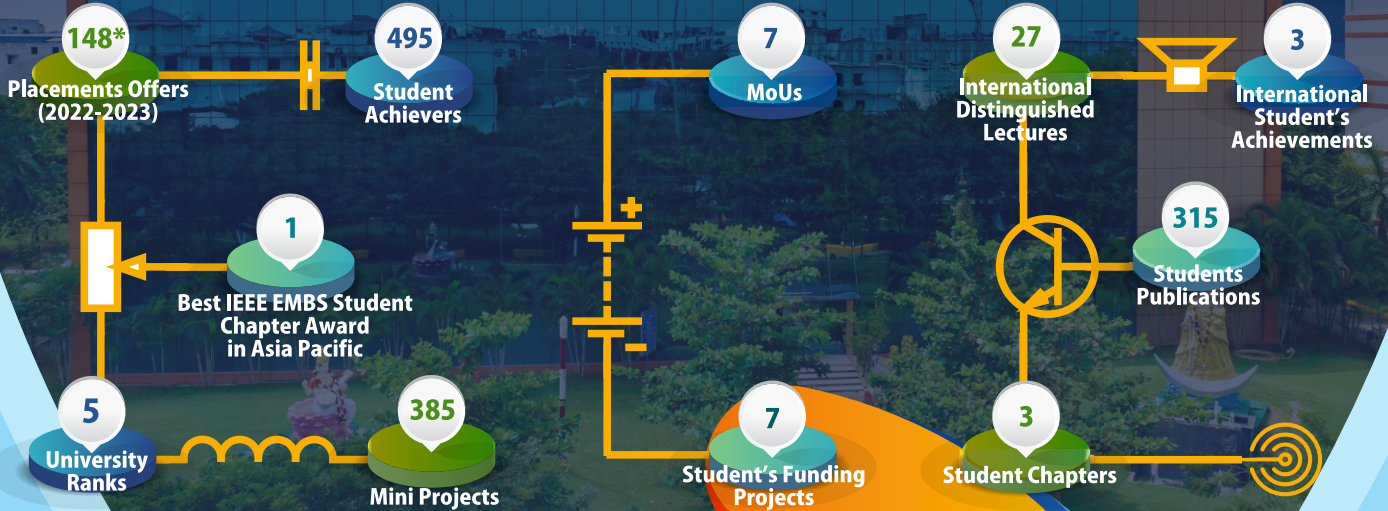 148*
Placements Offers
(2022-2023)
495
Student
Achievers
7
MoUs
27
International
Distinguished
Lectures
3
International
Student's
Achievements
1
Best IEEE EMBS Student
Chapter Award
in Asia Pacific
+
−
315
Students
Publications
5
University
Ranks
385
Mini Projects
7
Student's Funding
Projects
3
Student Chapters